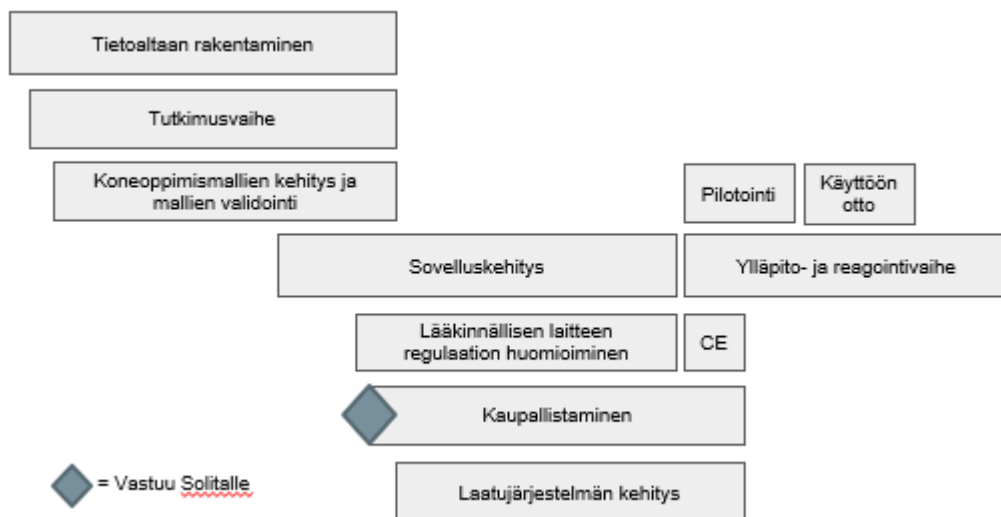 Tietoaltaan rakentaminen
Tutkimusvaihe
Koneoppimismallien kehitys ja
mallien validointi
Pilotointi
Käyttöön
otto
Sovelluskehitys
Ylläpito- ja reagointivaihe
Lääkinnällisen laitteen
regulaation huomioiminen
CE
Kaupallistaminen
= Vastuu Solitalle
Laatujärjestelmän kehitys